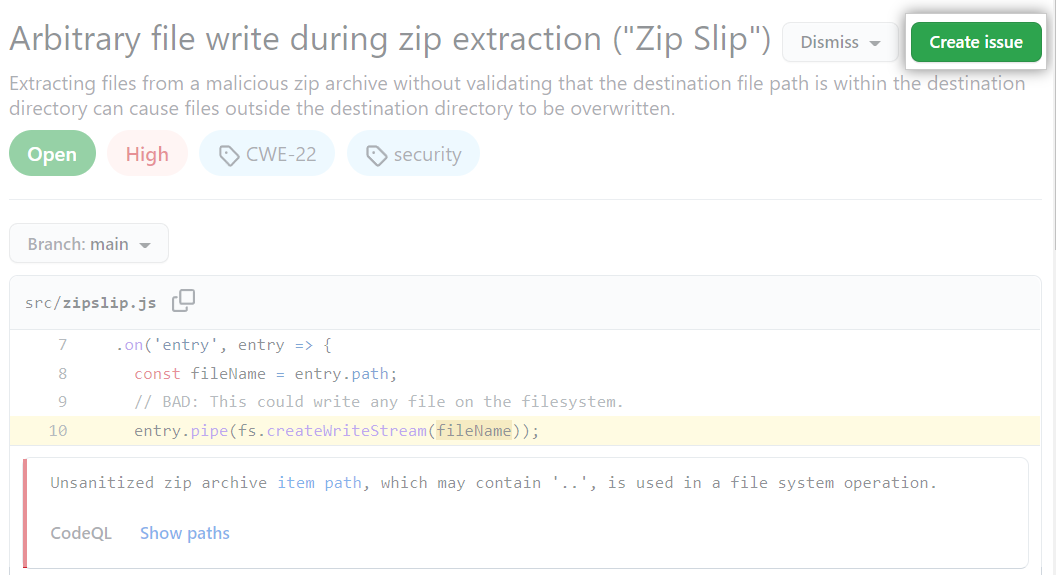 Arbitrary file write during zip extraction ("Zip Slip") Dismiss Create issue
Extracting files from a malicious zip archive without validating that the destination file path is within the destination
directory can cause files outside the destination directory to be overwritten.
Open High CWE-22 security
Branch: main
src/zipslip.js
7 .on('entry', entry => {
8 const fileName = entry.path;
9 // BAD: This could write any file on the filesystem.
10 entry.pipe(fs.createWriteStream(fileName));
Unsanitized zip archive item path, which may contain '..', is used in a file system operation.
CodeQL Show paths